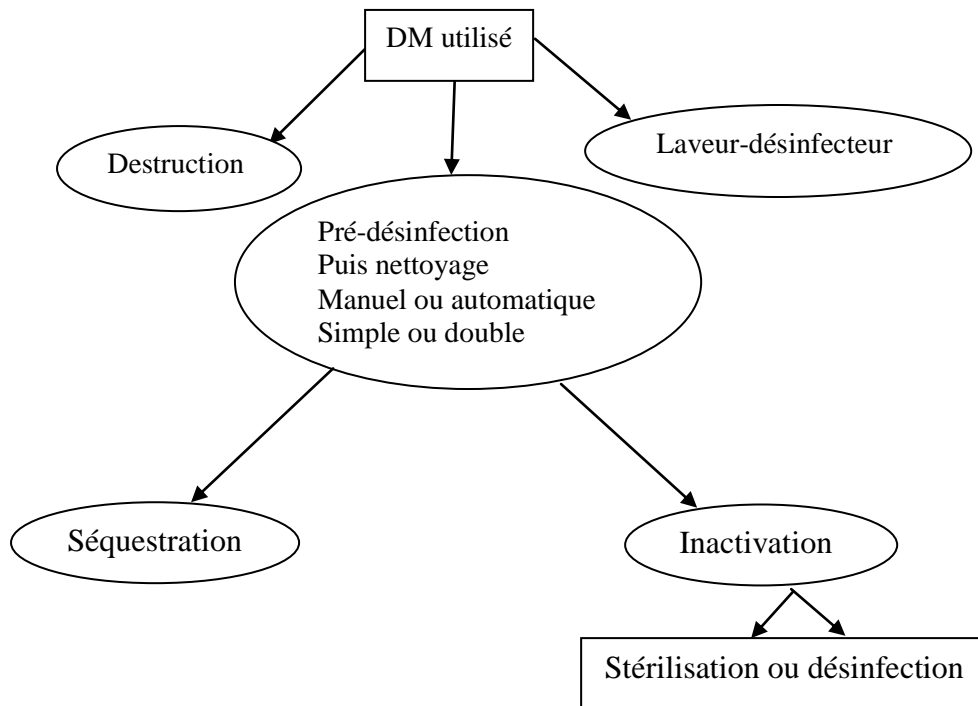 DM utilisé
Destruction
Laveur-désinfecteur
Pré-désinfection
Puis nettoyage
Manuel ou automatique
Simple ou double
Séquestration
Inactivation
Stérilisation ou désinfection